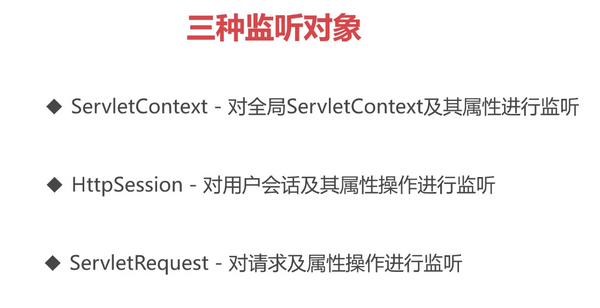 三种监听对象
◆ ServletContext - 对全局ServletContext及其属性进行监听
◆ HttpSession - 对用户会话及其属性操作进行监听
◆ ServletRequest - 对请求及属性操作进行监听